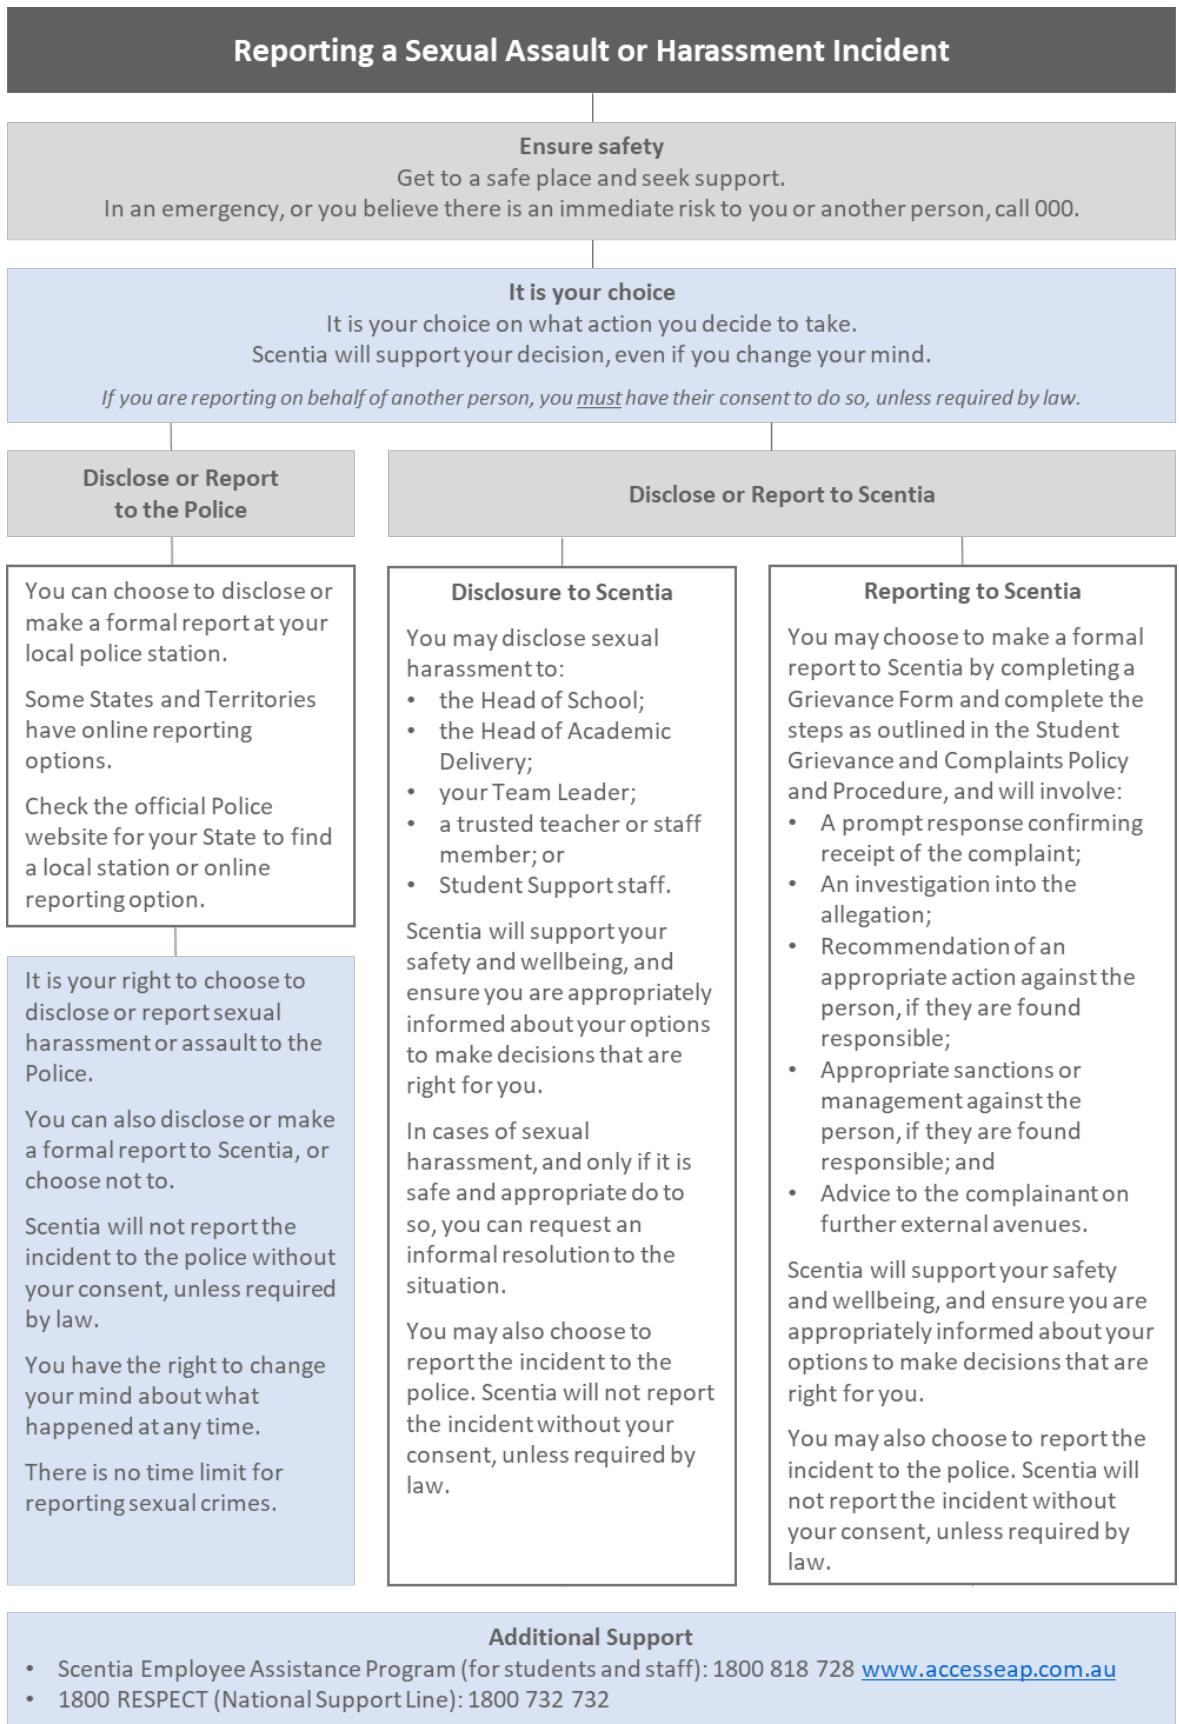 Reporting a Sexual Assault or Harassment Incident
Ensure safety
Get to a safe place and seek support.
In an emergency, or you believe there is an immediate risk to you or another person, call 000.
It is your choice
It is your choice on what action you decide to take.
Scentia will support your decision, even if you change your mind.
If you are reporting on behalf of another person, you must have their consent to do so, unless required by law.
Disclose or Report
to the Police
You can choose to disclose or
make a formal report at your
local police station.
Some States and Territories
have online reporting
options.
Check the official Police
website for your State to find
a local station or online
reporting option.
It is your right to choose to
disclose or report sexual
harassment or assault to the
Police.
You can also disclose or make
a formal report to Scentia, or
choose not to.
Scentia will not report the
incident to the police without
your consent, unless required
by law.
You have the right to change
your mind about what
happened at any time.
There is no time limit for
reporting sexual crimes.
Disclose or Report to Scentia
Disclosure to Scentia
You may disclose sexual
harassment to:
• the Head of School;
• the Head of Academic
Delivery;
• your Team Leader;
• a trusted teacher or staff
member; or
• Student Support staff.
Scentia will support your
safety and wellbeing, and
ensure you are appropriately
informed about your options
to make decisions that are
right for you.
In cases of sexual
harassment, and only if it is
safe and appropriate do to
so, you can request an
informal resolution to the
situation.
You may also choose to
report the incident to the
police. Scentia will not report
the incident without your
consent, unless required by
law.
Reporting to Scentia
You may choose to make a formal
report to Scentia by completing a
Grievance Form and complete the
steps as outlined in the Student
Grievance and Complaints Policy
and Procedure, and will involve:
• A prompt response confirming
receipt of the complaint;
• An investigation into the
allegation;
• Recommendation of an
appropriate action against the
person, if they are found
responsible;
• Appropriate sanctions or
management against the
person, if they are found
responsible; and
• Advice to the complainant on
further external avenues.
Scentia will support your safety
and wellbeing, and ensure you are
appropriately informed about your
options to make decisions that are
right for you.
You may also choose to report the
incident to the police. Scentia will
not report the incident without
your consent, unless required by
law.
Additional Support
• Scentia Employee Assistance Program (for students and staff): 1800 818 728 www.accesseap.com.au
• 1800 RESPECT (National Support Line): 1800 732 732